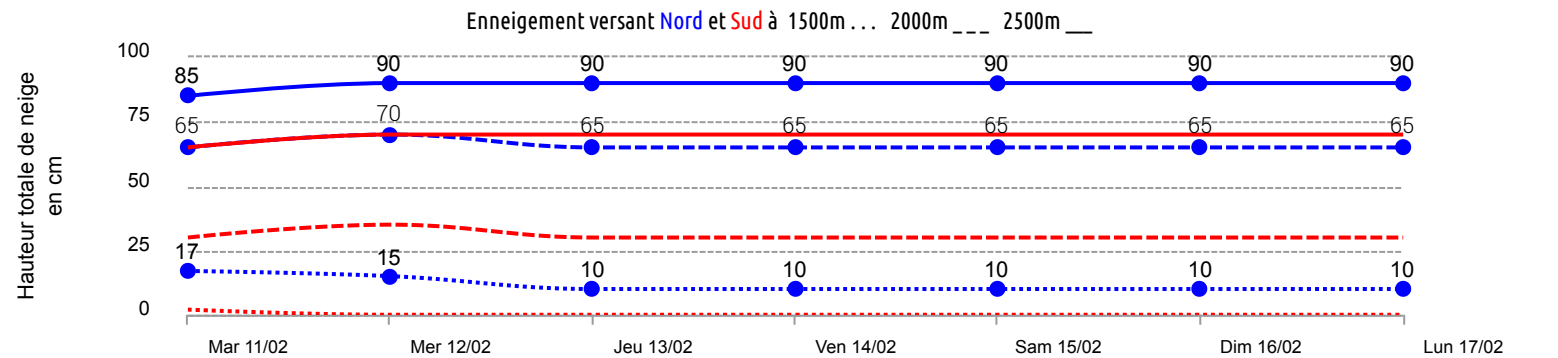 Enneigement versant Nord et Sud à 1500m . . . 2000m _ _ _ 2500m __
Hauteur totale de neige
en cm
100
75
50
25
0
85 90 90 90 90 90 90
65 70 65 65 65 65 65
17 15 10 10 10 10 10
Mar 11/02 Mer 12/02 Jeu 13/02 Ven 14/02 Sam 15/02 Dim 16/02 Lun 17/02